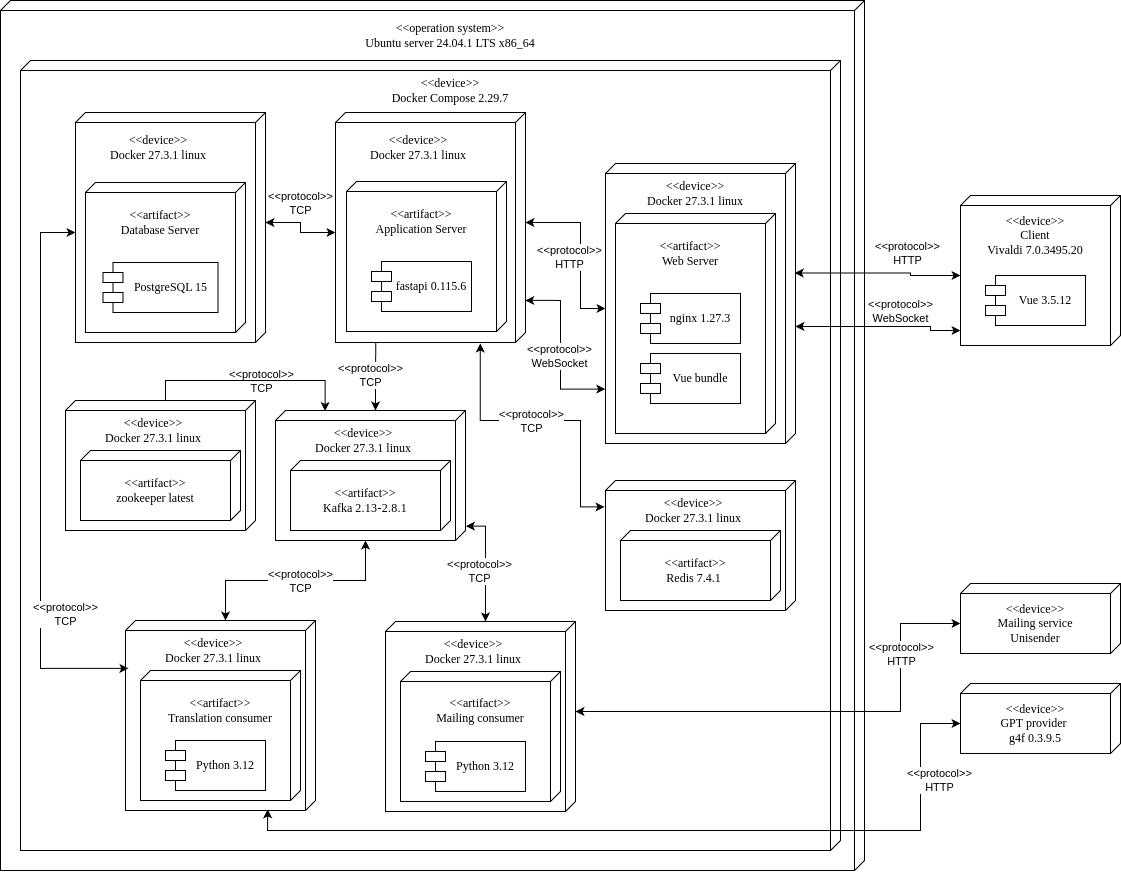 <<operation system>>
Ubuntu server 24.04.1 LTS x86_64
<<device>>
Docker Compose 2.29.7
<<device>>
Docker 27.3.1 linux
<<artifact>>
Database Server
PostgreSQL 15
<<protocol>>
TCP
<<device>>
Docker 27.3.1 linux
<<artifact>>
Application Server
fastapi 0.115.6
<<protocol>>
HTTP
<<protocol>>
WebSocket
<<device>>
Docker 27.3.1 linux
<<artifact>>
Web Server
nginx 1.27.3
Vue bundle
<<protocol>>
HTTP
<<protocol>>
WebSocket
<<device>>
Client
Vivaldi 7.0.3495.20
Vue 3.5.12
<<protocol>>
TCP
<<protocol>>
TCP
<<protocol>>
TCP
<<device>>
Docker 27.3.1 linux
<<artifact>>
zookeeper latest
<<device>>
Docker 27.3.1 linux
<<artifact>>
Kafka 2.13-2.8.1
<<device>>
Docker 27.3.1 linux
<<artifact>>
Redis 7.4.1
<<protocol>>
TCP
<<protocol>>
TCP
<<protocol>>
TCP
<<device>>
Docker 27.3.1 linux
<<artifact>>
Translation consumer
Python 3.12
<<device>>
Docker 27.3.1 linux
<<artifact>>
Mailing consumer
Python 3.12
<<protocol>>
HTTP
<<device>>
Mailing service
Unisender
<<device>>
GPT provider
g4f 0.3.9.5
<<protocol>>
HTTP